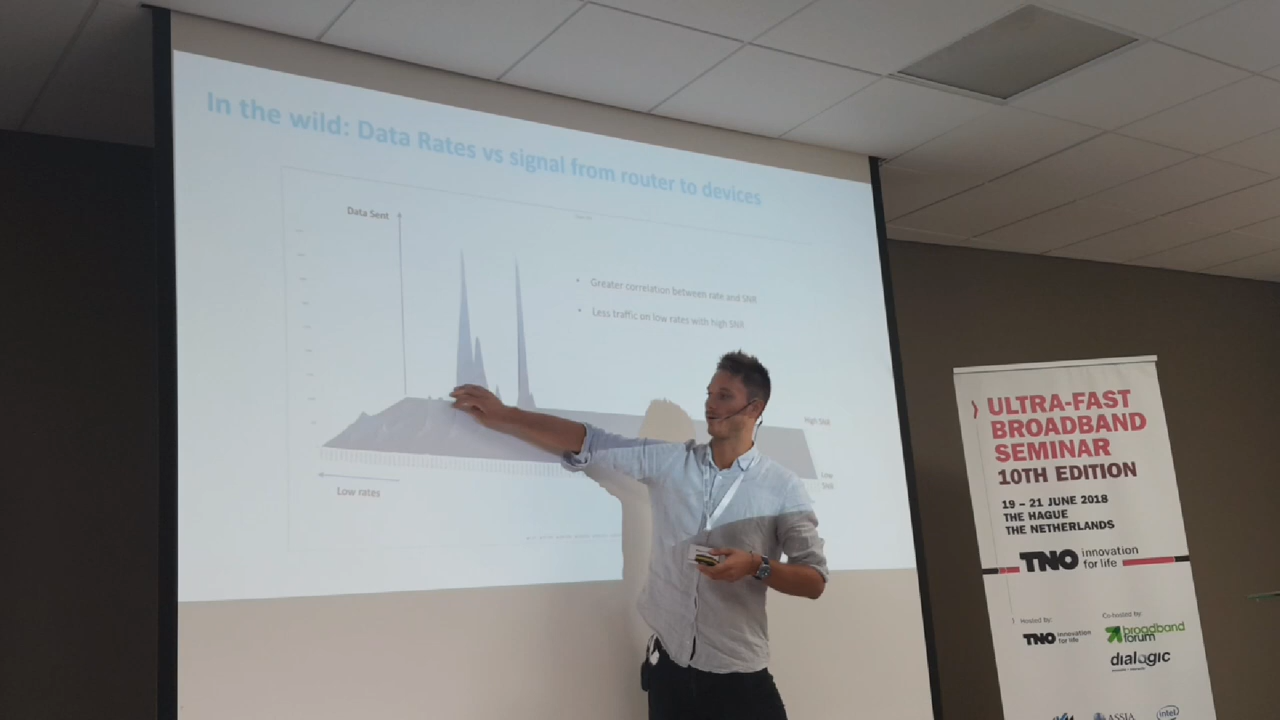 In the wild: Data Rates vs signal from router to devices
Data Sent
• Greater correlation between rate and SNR
• Less traffic on low rates with high SNR
High SNR
Low
SNR
Low rates
ULTRA-FAST
BROADBAND
SEMINAR
10TH EDITION
19 – 21 JUNE 2018
THE HAGUE
THE NETHERLANDS
TNO innovation
for life
Hosted by:
TNO innovation
for life
Co-hosted by:
broadband
forum
dialogic
ASSIA
intel